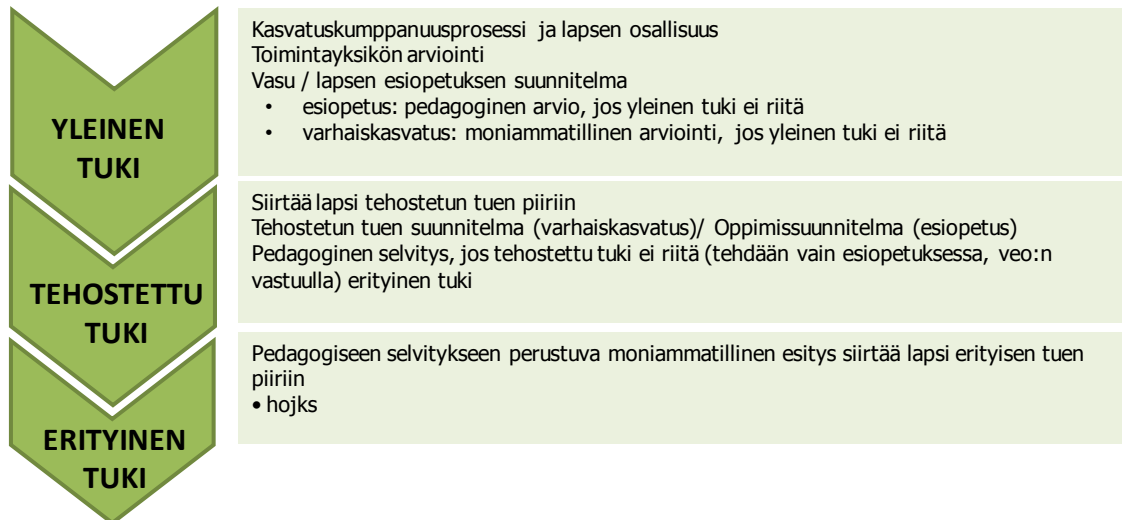 YLEINEN
TUKI
Kasvatuskumppanuusprosessi ja lapsen osallisuus
Toimintayksikön arviointi
Vasu / lapsen esiopetuksen suunnitelma
• esiopetus: pedagoginen arvio, jos yleinen tuki ei riitä
• varhaiskasvatus: moniammatillinen arviointi, jos yleinen tuki ei riitä
TEHOSTETTU
TUKI
Siirtää lapsi tehostetun tuen piiriin
Tehostetun tuen suunnitelma (varhaiskasvatus)/ Oppimissuunnitelma (esiopetus)
Pedagoginen selvitys, jos tehostettu tuki ei riitä (tehdään vain esiopetuksessa, veo:n
vastuulla) erityinen tuki
ERITYINEN
TUKI
Pedagogiseen selvitykseen perustuva moniammatillinen esitys siirtää lapsi erityisen tuen
piiriin
• hojks